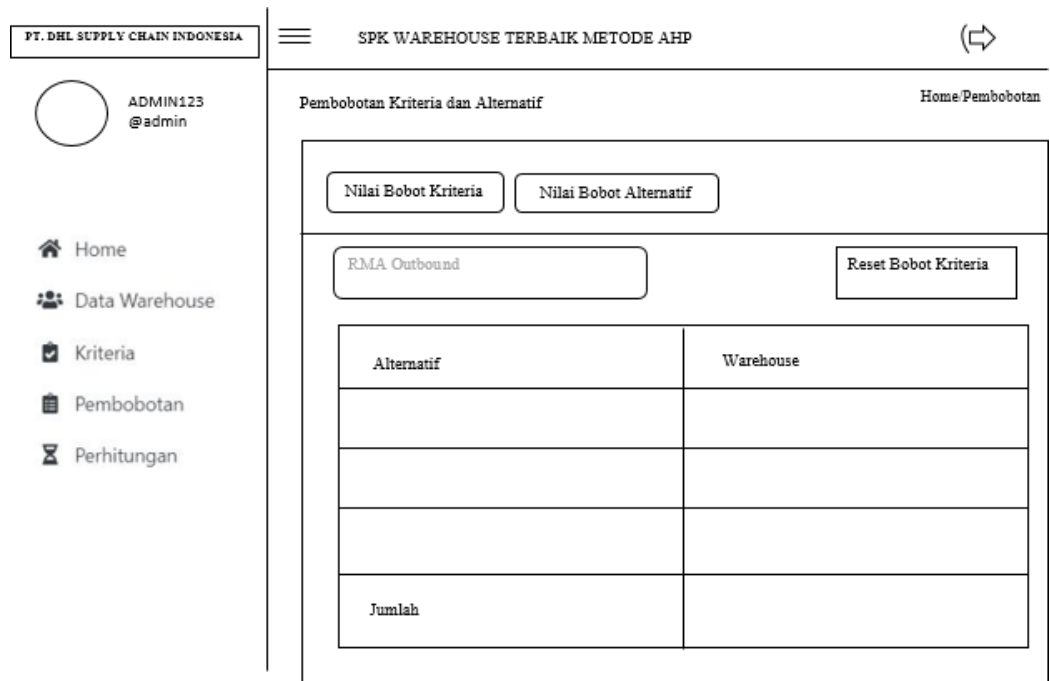 PT. DHL SUPPLY CHAIN INDONESIA
SPK WAREHOUSE TERBAIK METODE AHP
ADMIN123
@admin
Home
Data Warehouse
Kriteria
Pembobotan
Perhitungan
Pembobotan Kriteria dan Alternatif
Home/Pembobotan
Nilai Bobot Kriteria
Nilai Bobot Alternatif
RMA Outbound
Reset Bobot Kriteria
Alternatif
Warehouse
Jumlah